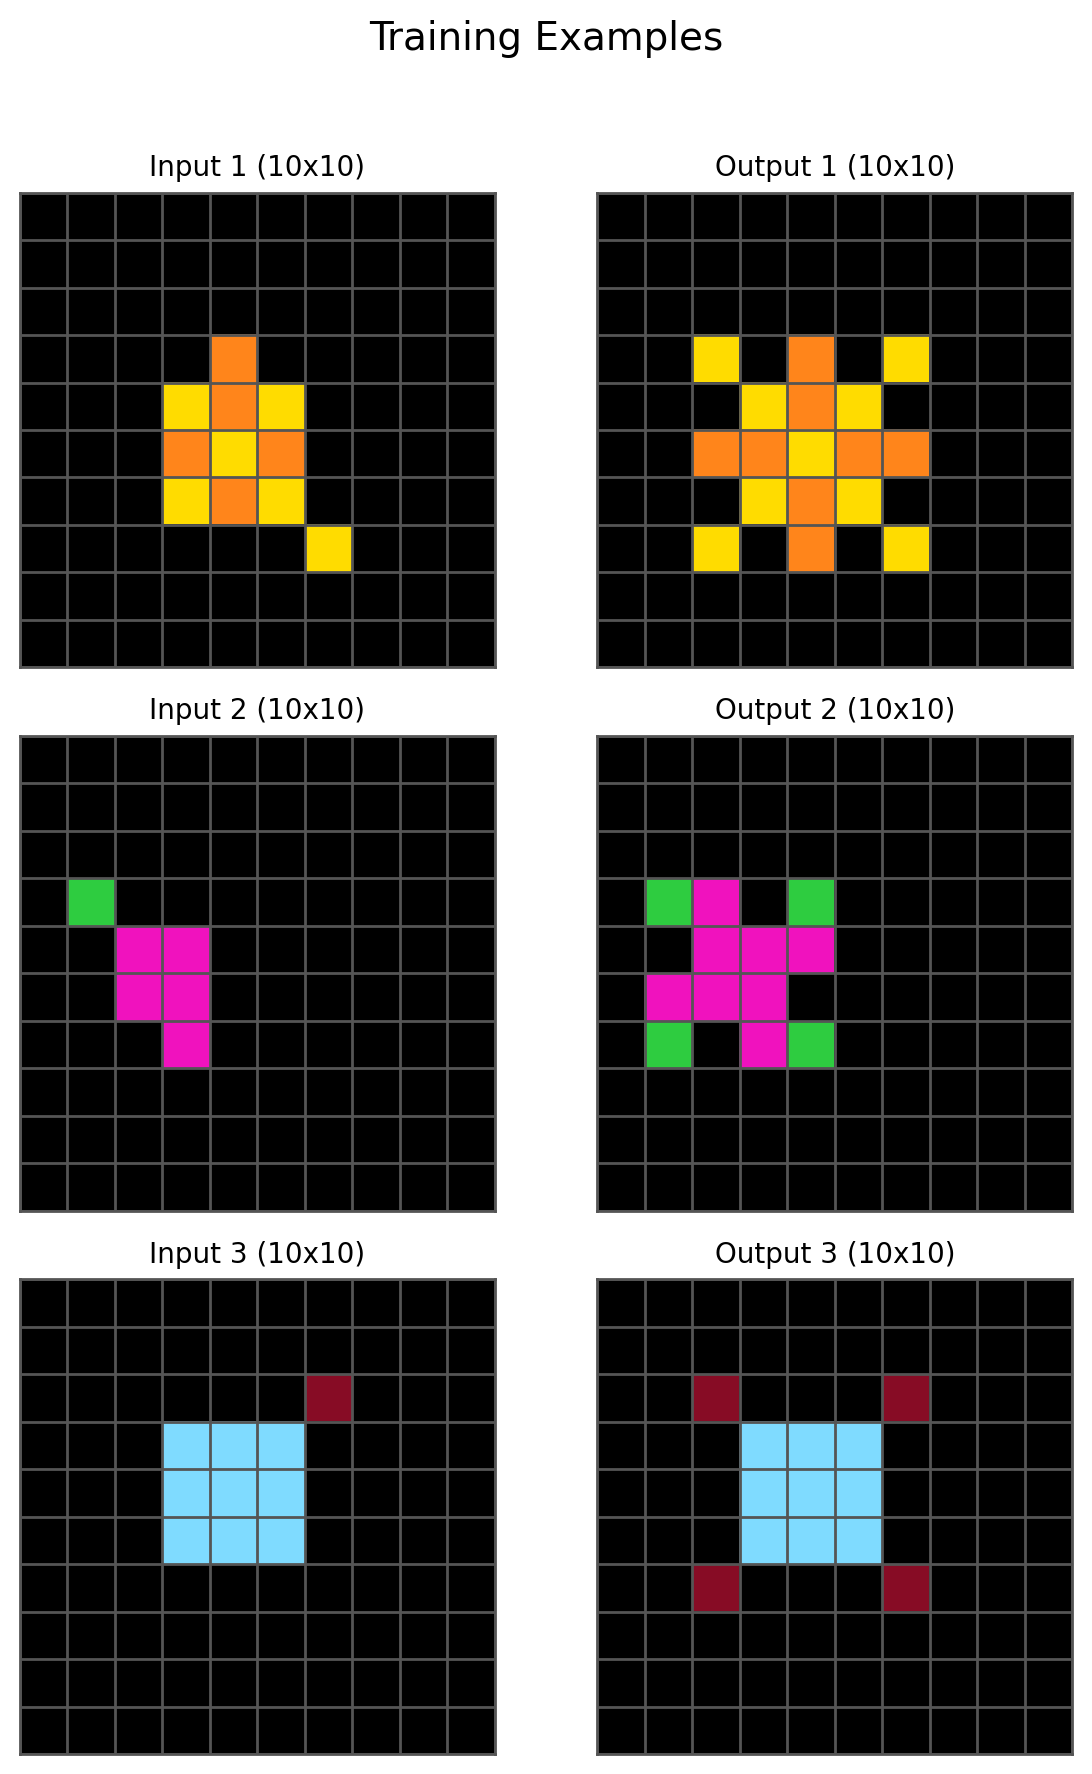 Training Examples
Input 1 (10x10)
Output 1 (10x10)
Input 2 (10x10)
Output 2 (10x10)
Input 3 (10x10)
Output 3 (10x10)